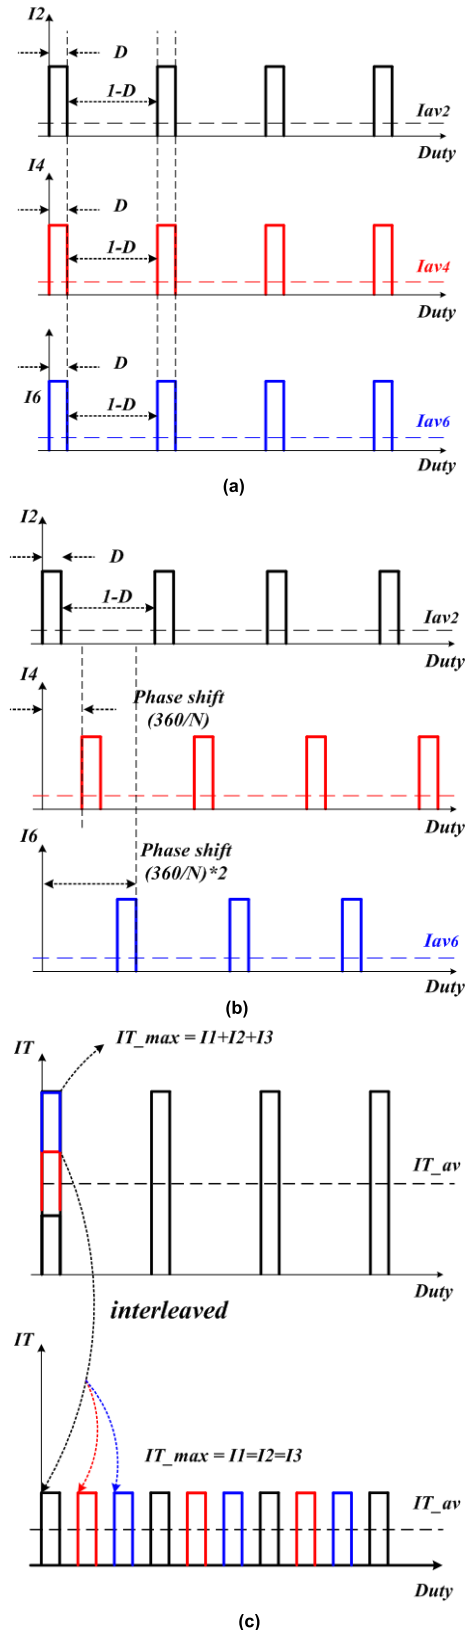 I2
D
1-D
Iav2
Duty
I4
D
1-D
Iav4
Duty
D
I6
1-D
Iav6
Duty
(a)
I2
D
1-D
Iav2
Duty
I4
Phase shift
(360/N)
Duty
I6
Phase shift
(360/N)*2
Iav6
Duty
(b)
IT_max = I1+I2+I3
IT
IT_av
Duty
interleaved
IT
IT_max = I1=I2=I3
IT_av
Duty
(c)